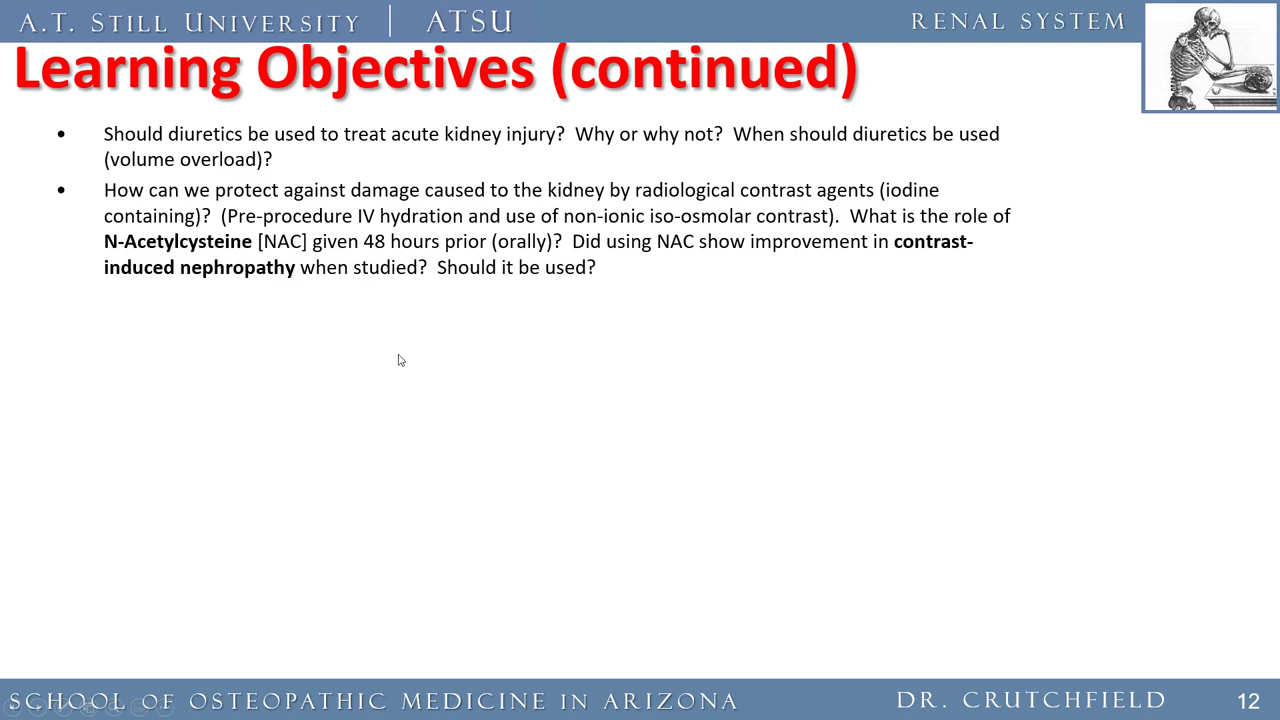 A.T. Still University | ATSU
Renal System
Learning Objectives (continued)
• Should diuretics be used to treat acute kidney injury?  Why or why not?  When should diuretics be used
(volume overload)?
• How can we protect against damage caused to the kidney by radiological contrast agents (iodine
containing)?  (Pre-procedure IV hydration and use of non-ionic iso-osmolar contrast).  What is the role of
N-Acetylcysteine [NAC] given 48 hours prior (orally)?  Did using NAC show improvement in contrast-
induced nephropathy when studied?  Should it be used?
School of Osteopathic Medicine in Arizona
Dr. Crutchfield
12